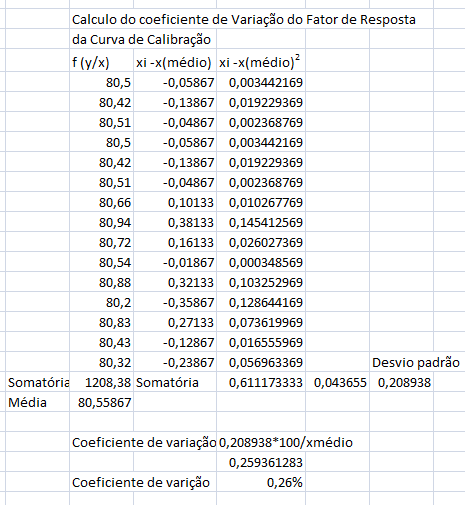 Calculo do coeficiente de Variação do Fator de Resposta
da Curva de Calibração
f (y/x) xi -x(médio) xi -x(médio)²
80,5 -0,05867 0,003442169
80,42 -0,13867 0,019229369
80,51 -0,04867 0,002368769
80,5 -0,05867 0,003442169
80,42 -0,13867 0,019229369
80,51 -0,04867 0,002368769
80,66 0,10133 0,010267769
80,94 0,38133 0,145412569
80,72 0,16133 0,026027369
80,54 -0,01867 0,000348569
80,88 0,32133 0,103252969
80,2 -0,35867 0,128644169
80,83 0,27133 0,073619969
80,43 -0,12867 0,016555969
80,32 -0,23867 0,056963369 Desvio padrão
Somatória 1208,38 Somatória 0,611173333 0,043655 0,208938
Média 80,55867
Coeficiente de variação 0,208938*100/xmédio
0,259361283
Coeficiente de varição 0,26%